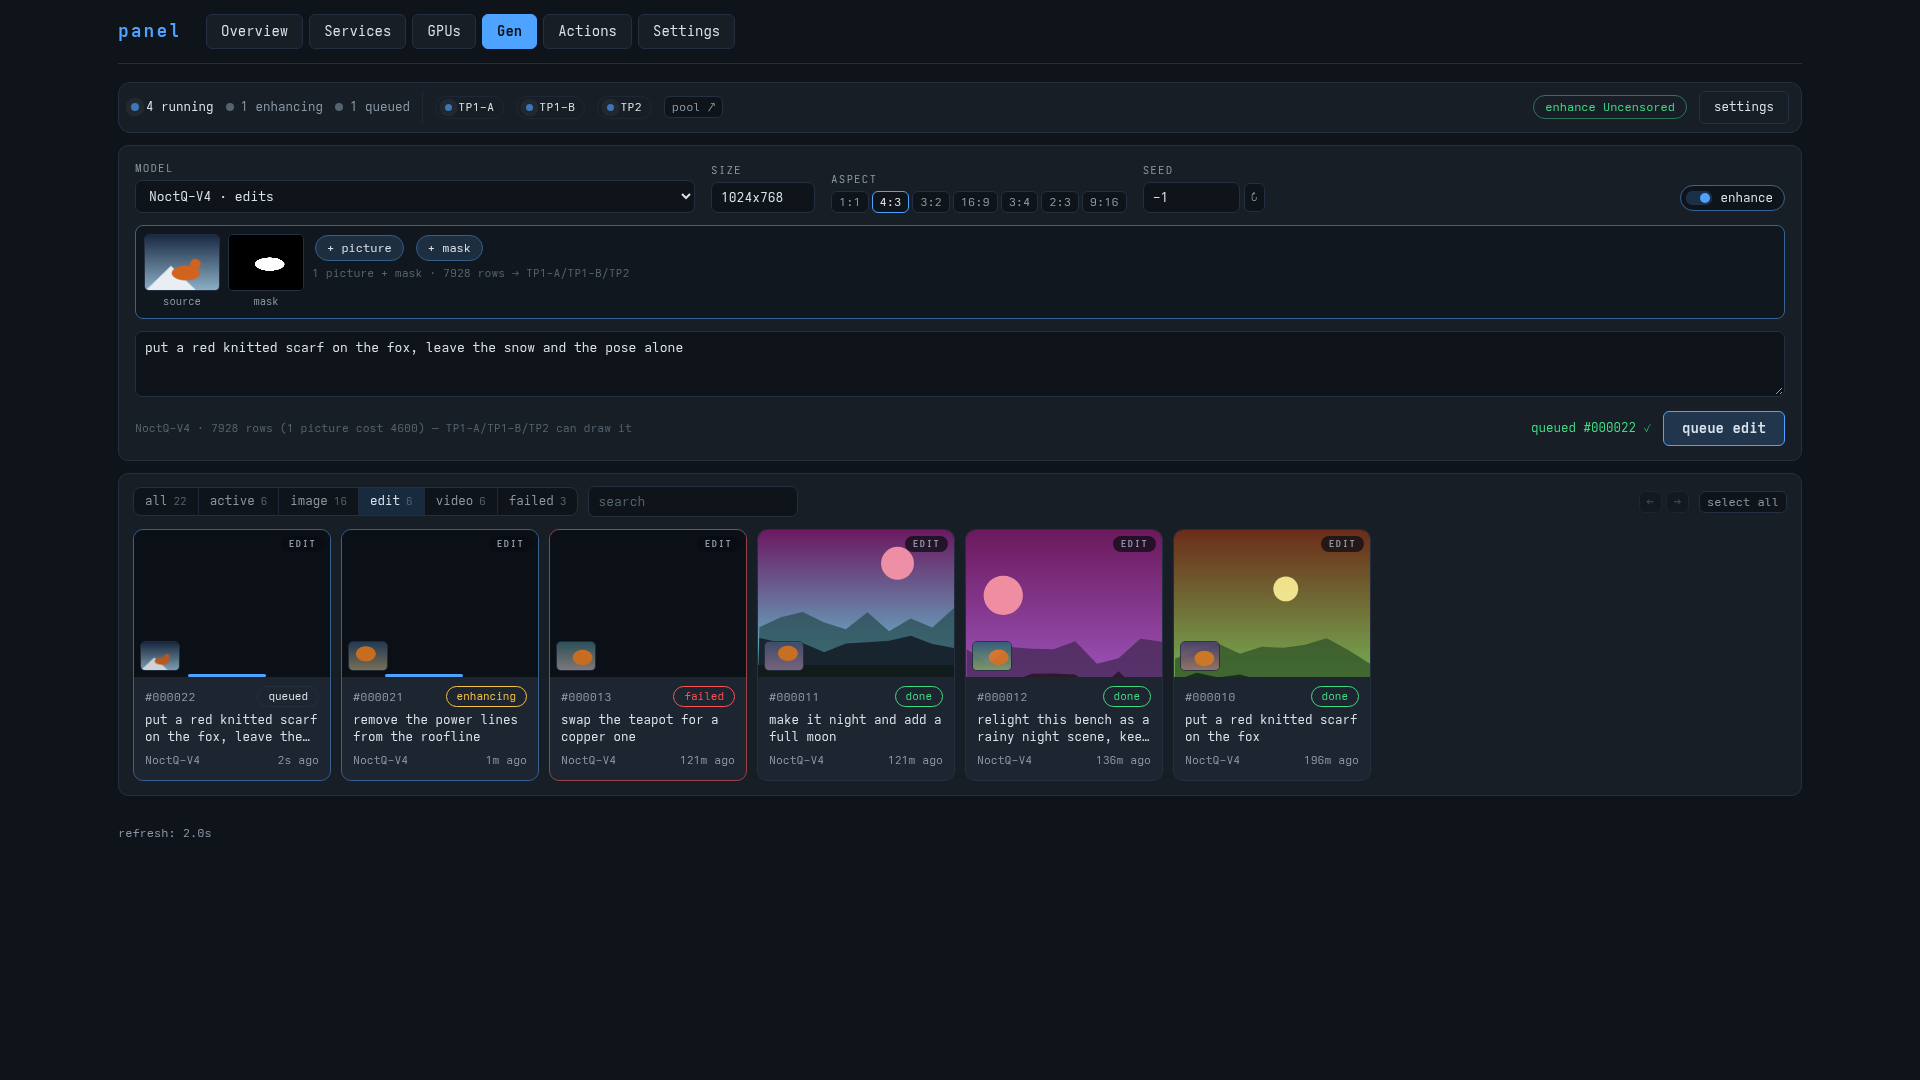 panel Overview Services GPUs Gen Actions Settings
4 running 1 enhancing 1 queued TP1-A TP1-B TP2 pool ↗ enhance Uncensored settings
MODEL SIZE ASPECT SEED
NoctQ-V4 · edits 1024x768 1:1 4:3 3:2 16:9 3:4 2:3 9:16 -1 ↻ enhance
+ picture + mask
1 picture + mask · 7928 rows → TP1-A/TP1-B/TP2
source mask
put a red knitted scarf on the fox, leave the snow and the pose alone
NoctQ-V4 · 7928 rows (1 picture cost 4600) — TP1-A/TP1-B/TP2 can draw it queued #000022 ✓ queue edit
all 22 active 6 image 16 edit 6 video 6 failed 3 search ← → select all
EDIT EDIT EDIT EDIT EDIT EDIT
#000022 queued
put a red knitted scarf
on the fox, leave the…
NoctQ-V4 2s ago
#000021 enhancing
remove the power lines
from the roofline
NoctQ-V4 1m ago
#000013 failed
swap the teapot for a
copper one
NoctQ-V4 121m ago
#000011 done
make it night and add a
full moon
NoctQ-V4 121m ago
#000012 done
relight this bench as a
rainy night scene, kee…
NoctQ-V4 136m ago
#000010 done
put a red knitted scarf
on the fox
NoctQ-V4 196m ago
refresh: 2.0s